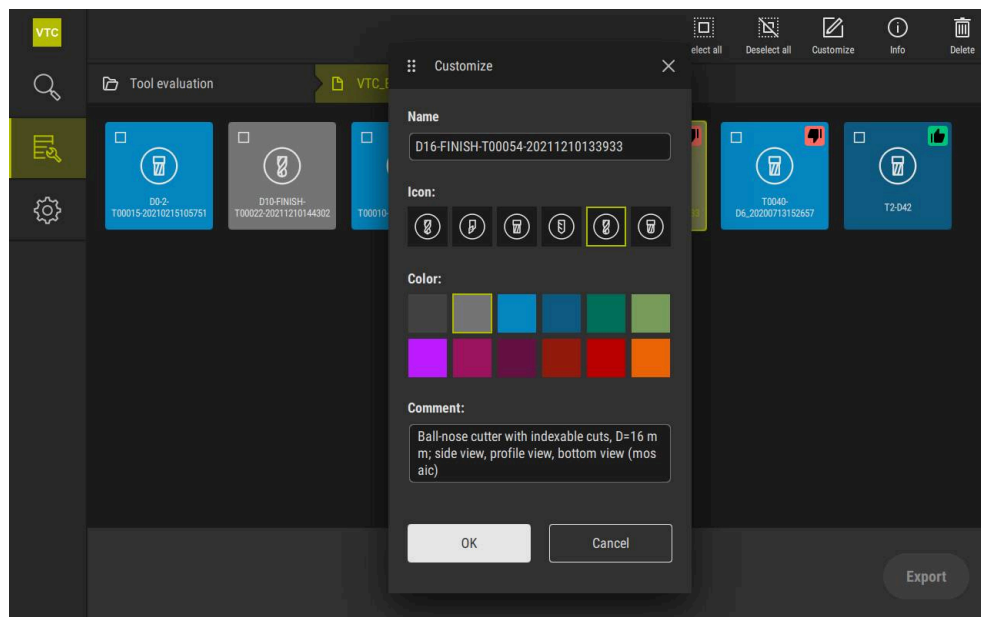 VTC
elect all
Deselect all
Customize
Info
Delete
Tool evaluation
VTC_
Customize
Name
D16-FINISH-T00054-20211210133933
Icon:
Color:
Comment:
Ball-nose cutter with indexable cuts, D=16 m
m; side view, profile view, bottom view (mos
aic)
OK
Cancel
D0-2-
T00015-20210215105751
D10-FINISH-
T00022-20211210144302
T00010-
T0040-
D6_20200713152657
T2-D42
Export